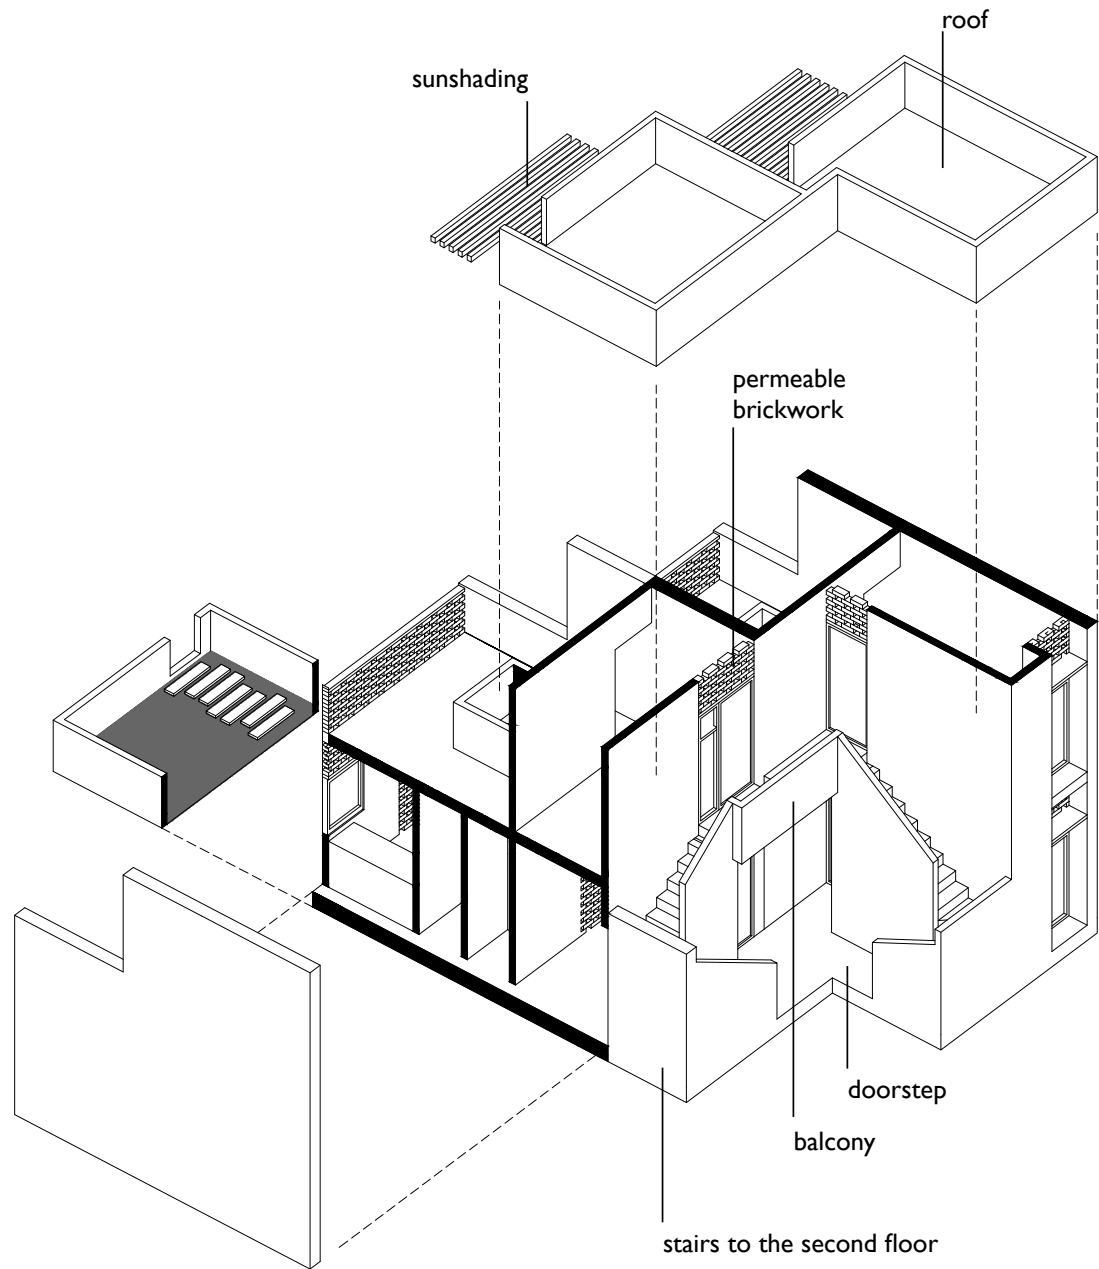 roof
sunshading
permeable
brickwork
doorstep
balcony
stairs to the second floor